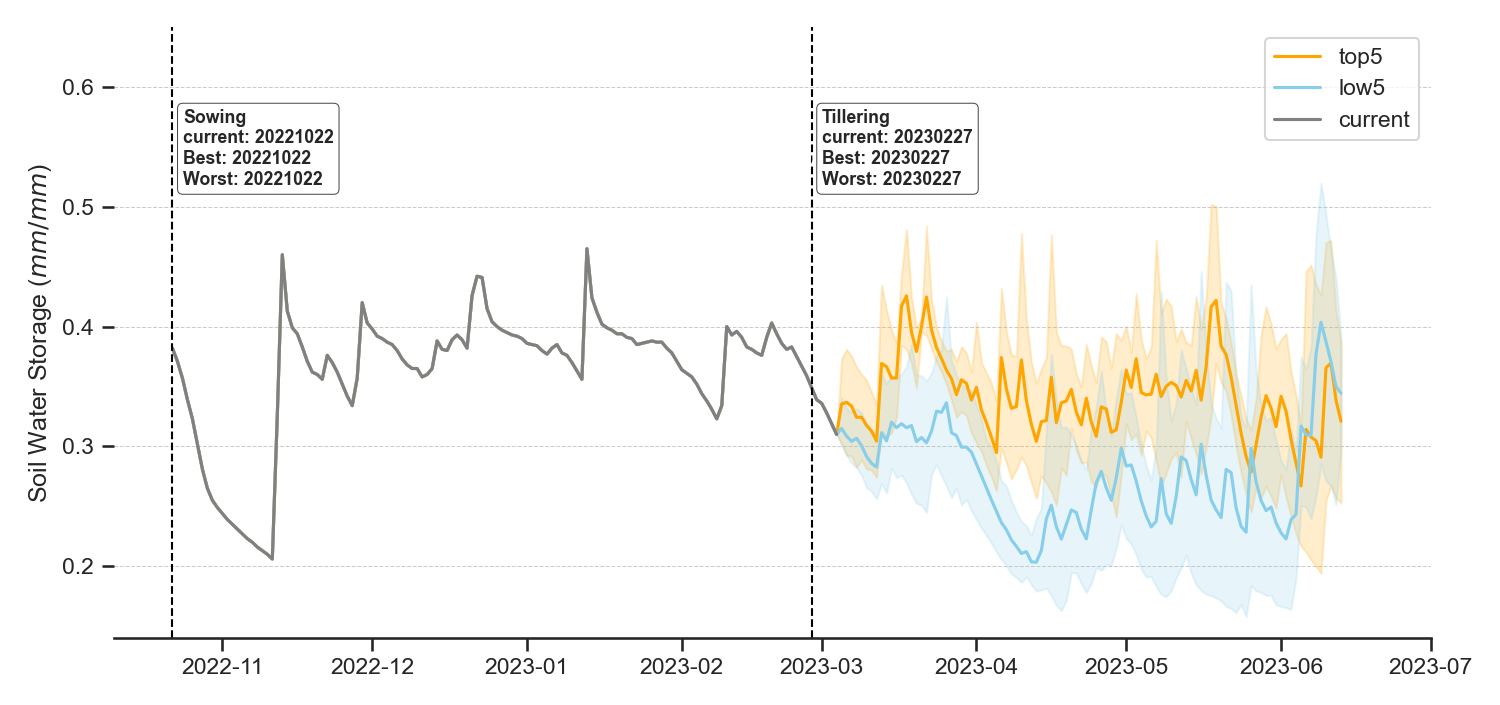 top5
low5
current
Sowing
current: 20221022
Best: 20221022
Worst: 20221022
Tillering
current: 20230227
Best: 20230227
Worst: 20230227
Soil Water Storage (mm/mm)
0.6
0.5
0.4
0.3
0.2
2022-11
2022-12
2023-01
2023-02
2023-03
2023-04
2023-05
2023-06
2023-07